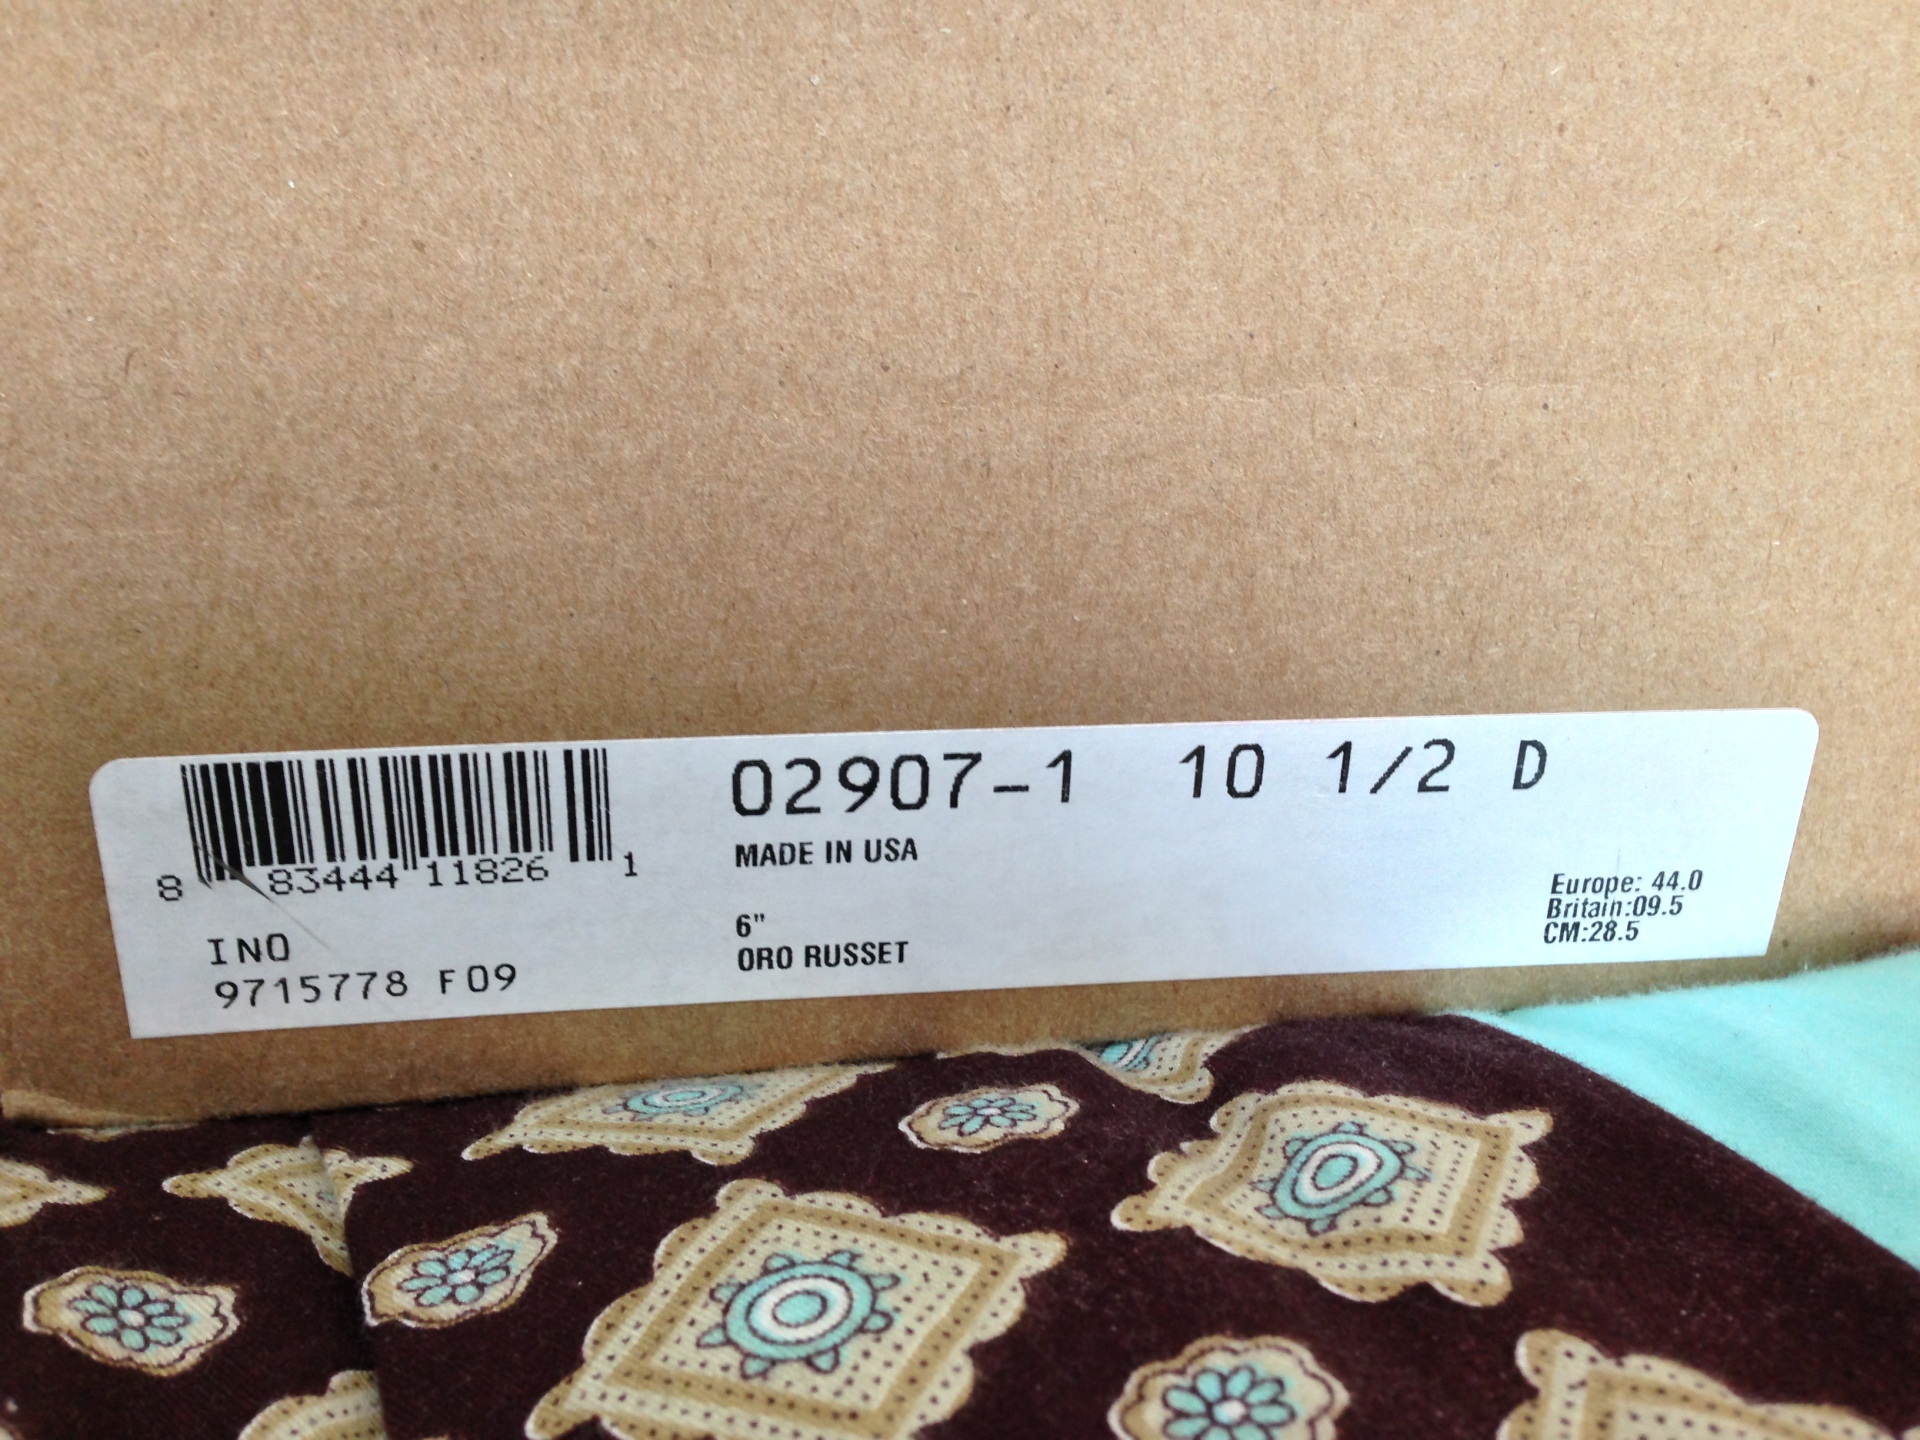 8 83444 11826 1
INO
9715778 F09
02907-1 10 1/2 D
MADE IN USA
6"
ORO RUSSET
Europe: 44.0
Britain:09.5
CM:28.5